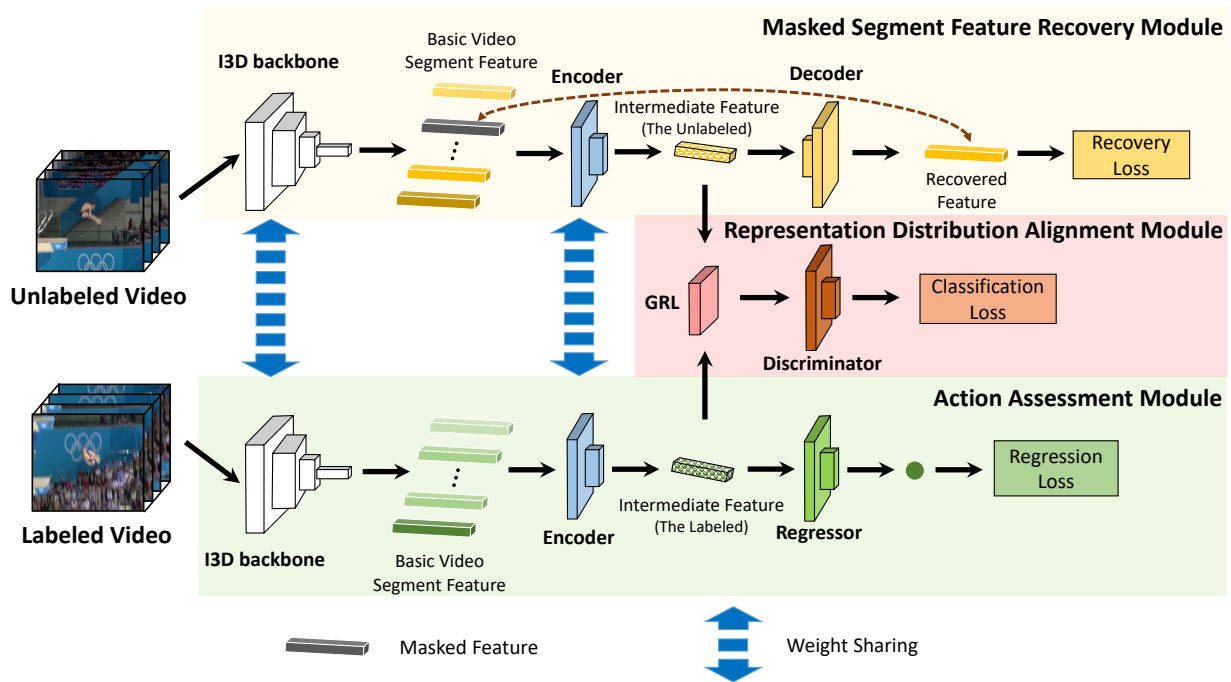 Masked Segment Feature Recovery Module
I3D backbone
Basic Video
Segment Feature
Encoder
Intermediate Feature
(The Unlabeled)
Decoder
Recovered
Feature
Recovery
Loss
Unlabeled Video
Representation Distribution Alignment Module
GRL
Discriminator
Classification
Loss
Action Assessment Module
Labeled Video
I3D backbone
Basic Video
Segment Feature
Encoder
Intermediate Feature
(The Labeled)
Regressor
Regression
Loss
Masked Feature
Weight Sharing